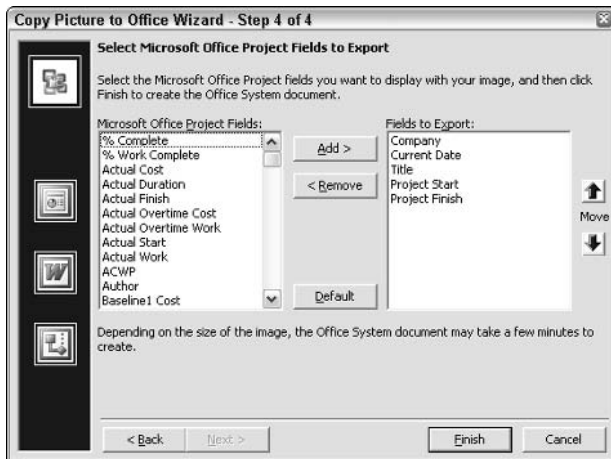 Copy Picture to Office Wizard - Step 4 of 4
Select Microsoft Office Project Fields to Export
Select the Microsoft Office Project fields you want to display with your image, and then click
Finish to create the Office System document.
Microsoft Office Project Fields:
% Complete
% Work Complete
Actual Cost
Actual Duration
Actual Finish
Actual Overtime Cost
Actual Overtime Work
Actual Start
Actual Work
ACWP
Author
Baseline1 Cost
Add >
< Remove
Default
Fields to Export:
Company
Current Date
Title
Project Start
Project Finish
Move
W
Depending on the size of the image, the Office System document may take a few minutes to
create.
< Back
Next >
Finish
Cancel